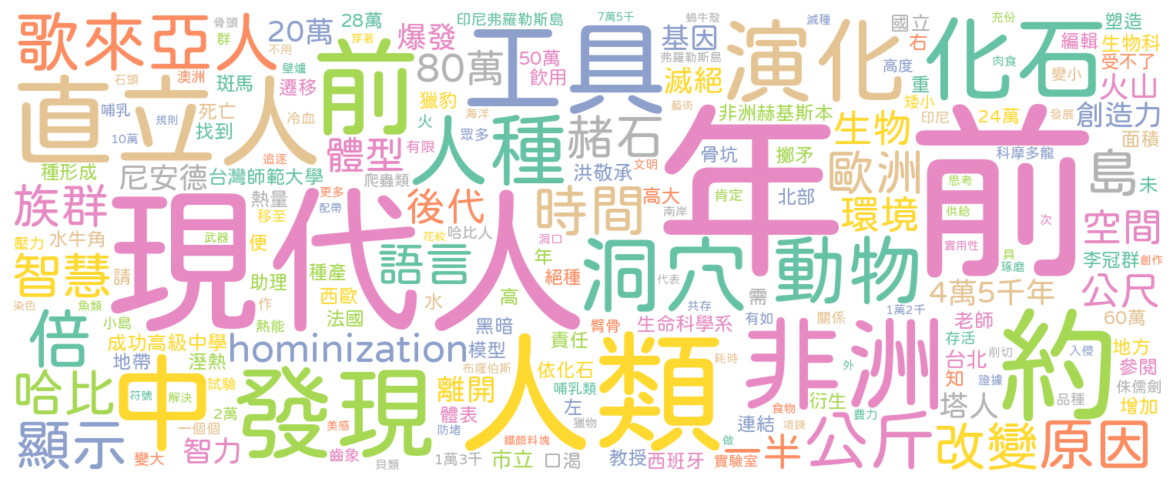 歌來亞人
20萬
28萬
爆發
印尼弗羅勒斯島
7萬5千
蝸牛殼
滅種
國立
充份
塑造
骨頭
群
穿著
前
80萬
工具
50萬
飲用
基因
滅絕
弗羅勒斯島
演化
右
高度
肉食
化石
編輯
生物科
受不了
不用
壁爐
石頭
澳洲
斑馬
遷移
直立人
哺乳
死亡
冷血
10萬
規則
找到
獵豹
火
海洋
眾多
藝術
非洲赫基斯本
重
矮小
印尼
變小
24萬
火山
發展
創造力
面積
體型
有限
人種
赭石
年
前
生物
種形成
尼安德
台灣師範大學
追逐
爬蟲類
洪敬承
文明
骨坑
擲矛
歐洲
科摩多龍
島
未
族群
熱量
移至
更多
配帶
後代
時間
高大
南岸
肯定
北部
環境
思考
供給
次
空間
壓力
水牛角
武器
便
現代人
花紋
哈比人
洞口
年
語言
洞穴
動物
實用性
具
琢磨
李冠群
創作
智慧
請
染色
魚類
助理
種產
西歐
水
高
絕種
代表
需
4萬5千年
公尺
倍
小島
作
熱能
法國
黑暗
臂骨
責任
共存
有如
關係
1萬2千
60萬
成功高級中學
地帶
溼熱
hominization
模型
布隆伯斯
生命科學系
人類
耗時
非洲
老師
存活
削切
約
入侵
地方
參閱
哈比
符號
中
解決
試驗
發現
離開
依化石
哺乳類
外
台北
知
證據
侏儒劍
體表
左
獵物
衍生
塔人
品種
增加
顯示
一個個
2萬
美感
防堵
鐵顏料塊
做
連結
食物
項鍊
費力
變大
智力
齒象
貝類
1萬3千
市立
口渴
教授
西班牙
實驗室
一半
公斤
改變
原因